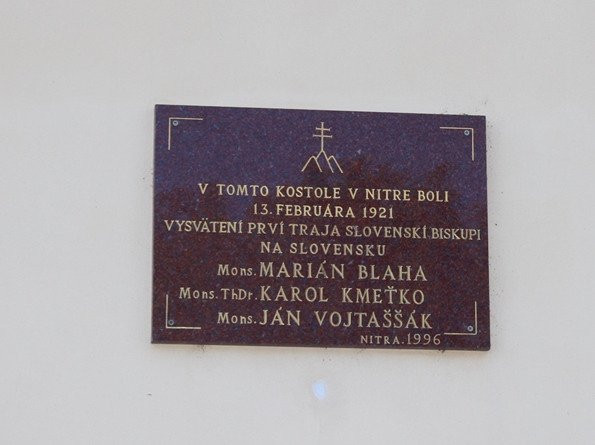 V TOMTO KOSTOLE V NITRE BOLI
13. FEBRUÁRA 1921
VYSVÄTENÍ PRVÍ TRAJA SLOVENSKÍ BISKUPI
NA SLOVENSKU
Mons. MARIÁN BLAHA
Mons. ThDr. KAROL KMEŤKO
Mons. JÁN VOJTAŠŠÁK
NITRA. 1996